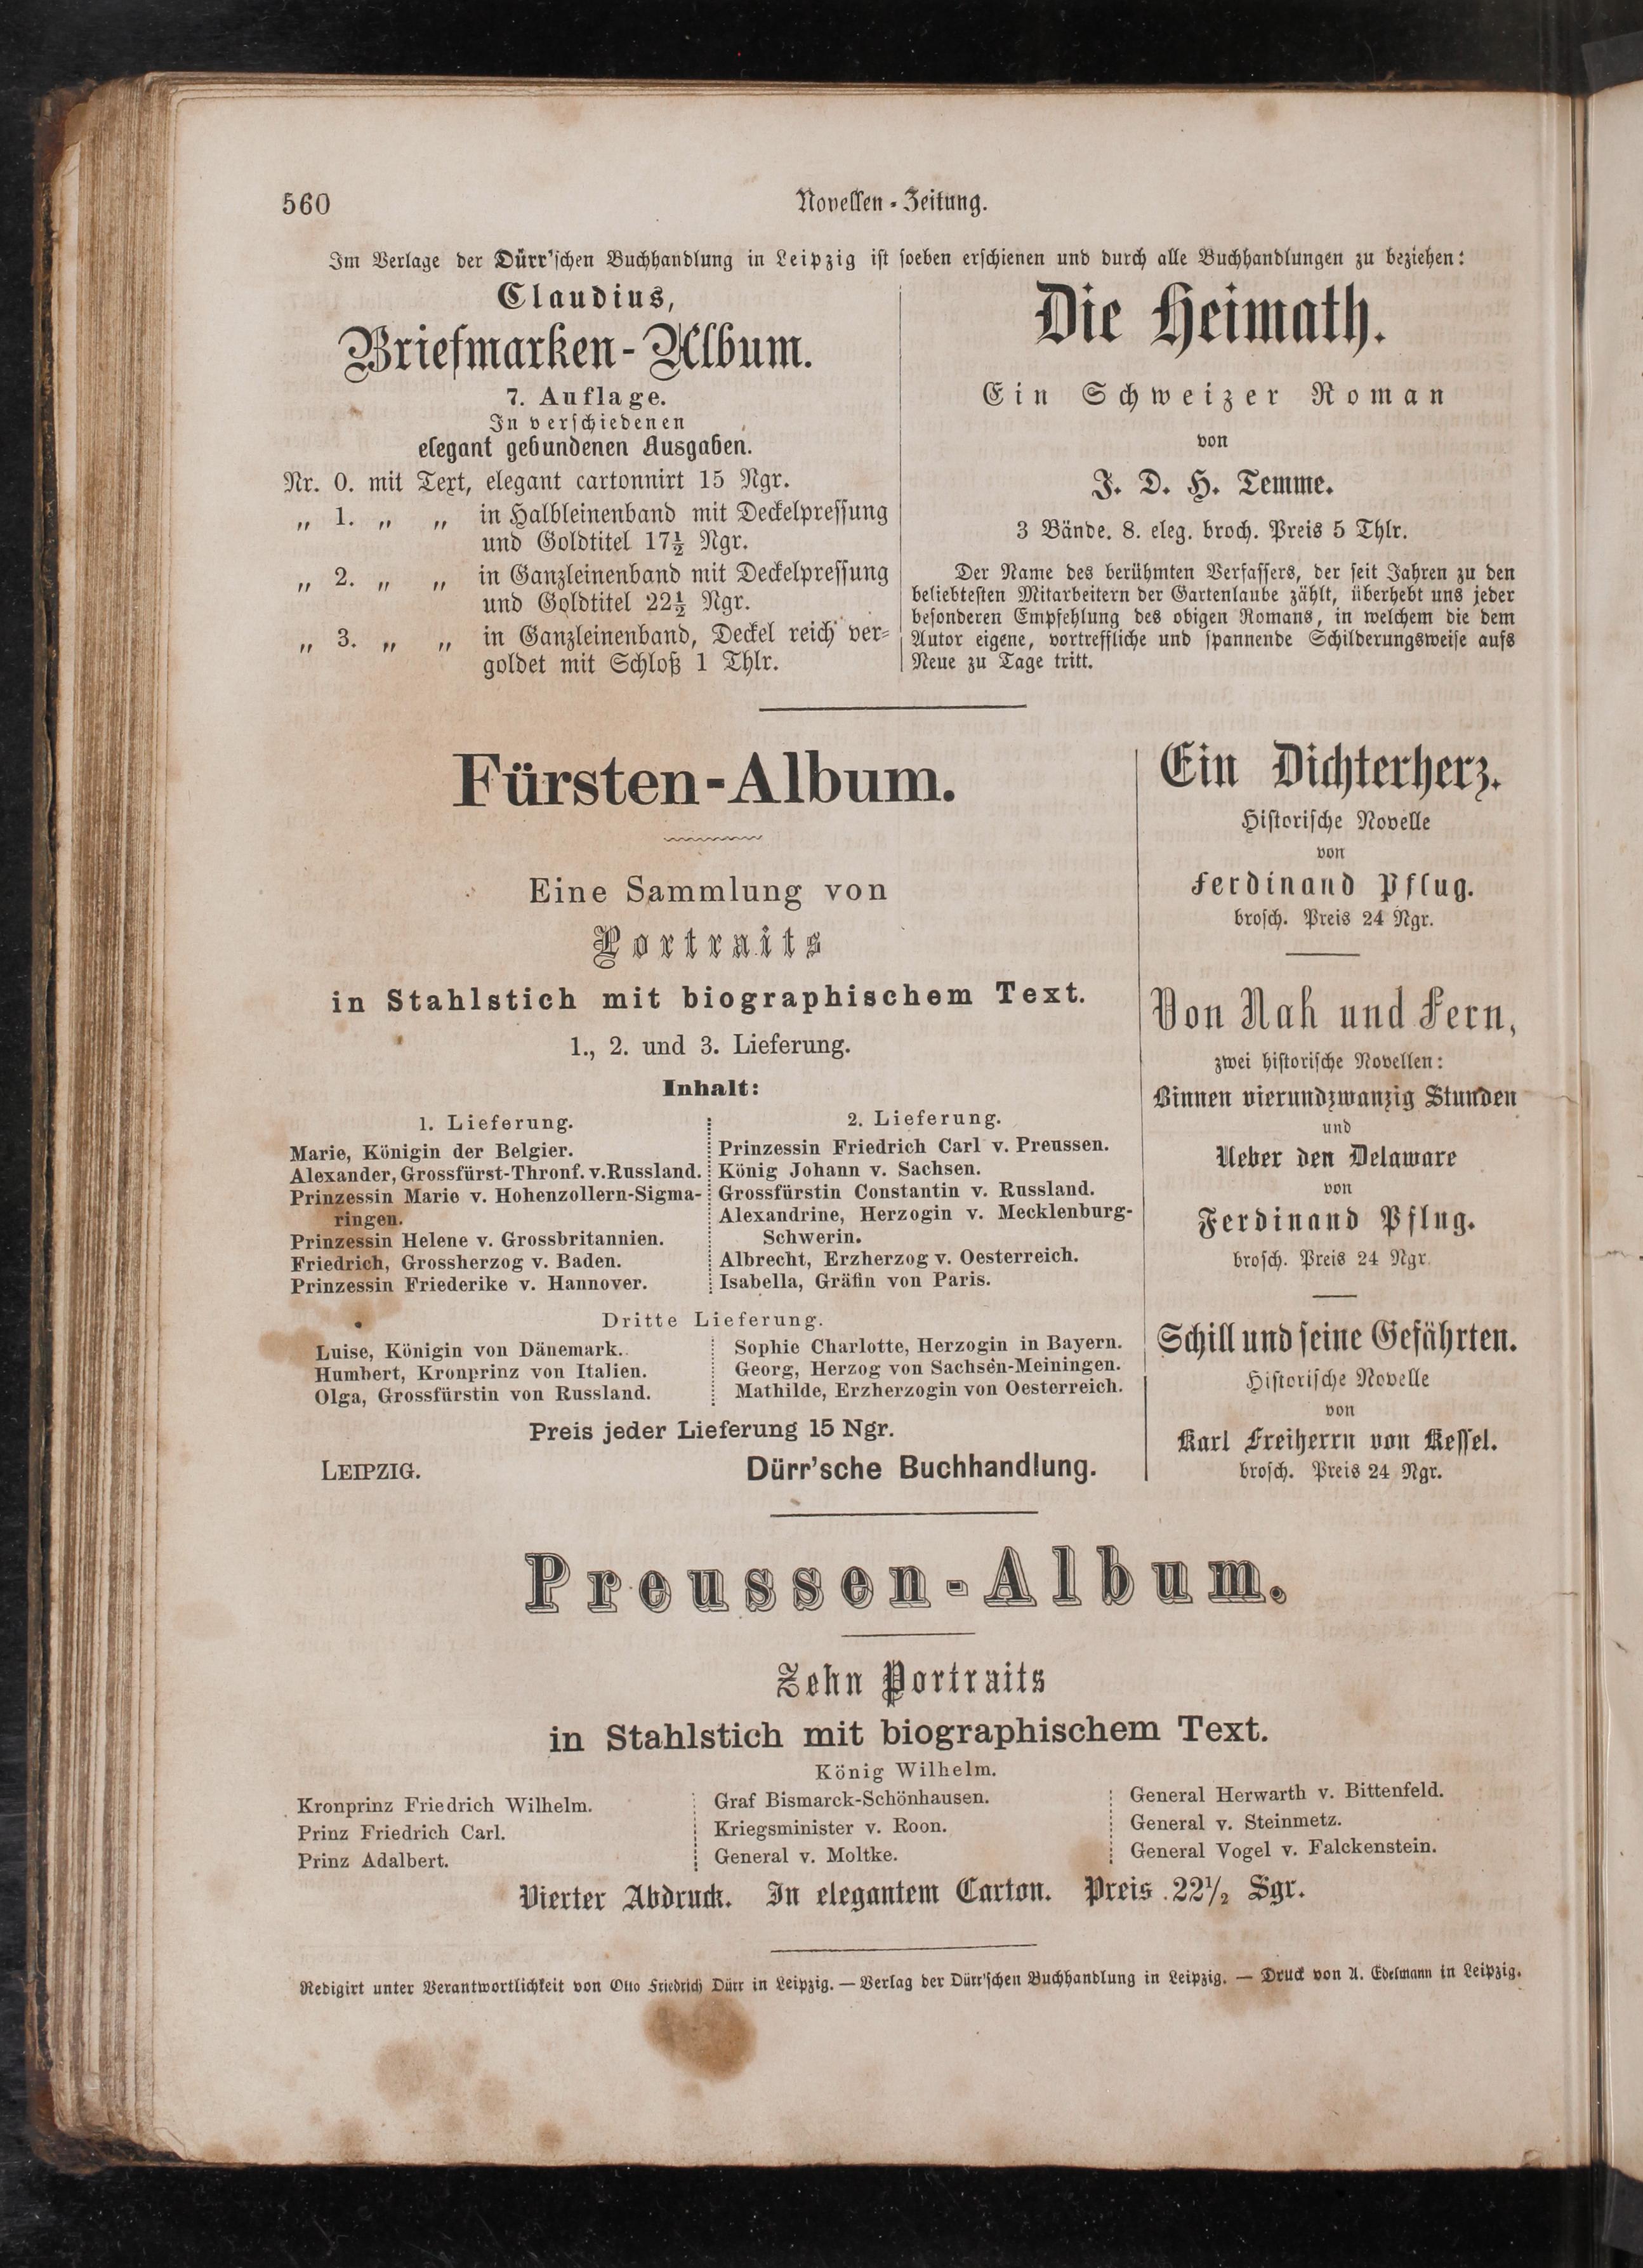 560
Novellen-Zeitung.
Im Verlage der Dürr'schen Buchhandlung in Leipzig ist soeben erschienen und durch alle Buchhandlungen zu beziehen:
Claudius,
Briefmarken-Album.
7. Auflage.
In verschiedenen
elegant gebundenen Ausgaben.
Nr. 0. mit Text, elegant cartonnirt 15 Ngr.
„ 1. „ „ in Halbleinenband mit Deckelpressung
und Goldtitel 17½ Ngr.
„ 2. „ „ in Ganzleinenband mit Deckelpressung
und Goldtitel 22½ Ngr.
„ 3. „ „ in Ganzleinenband, Deckel reich ver-
goldet mit Schloß 1 Thlr.
Die Heimath.
Ein Schweizer Roman
von
J. D. H. Temme.
3 Bände. 8. eleg. broch. Preis 5 Thlr.
Der Name des berühmten Verfassers, der seit Jahren zu den
beliebtesten Mitarbeitern der Gartenlaube zählt, überhebt uns jeder
besonderen Empfehlung des obigen Romans, in welchem die dem
Autor eigene, vortreffliche und spannende Schilderungsweise aufs
Neue zu Tage tritt.
Fürsten-Album.
Eine Sammlung von
Portraits
in Stahlstich mit biographischem Text.
1., 2. und 3. Lieferung.
Inhalt:
1. Lieferung.
Marie, Königin der Belgier.
Alexander, Grossfürst-Thronf. v. Russland.
Prinzessin Marie v. Hohenzollern-Sigma-
ringen.
Prinzessin Helene v. Grossbritannien.
Friedrich, Grossherzog v. Baden.
Prinzessin Friederike v. Hannover.
2. Lieferung.
Prinzessin Friedrich Carl v. Preussen.
König Johann v. Sachsen.
Grossfürstin Constantin v. Russland.
Alexandrine, Herzogin v. Mecklenburg-
Schwerin.
Albrecht, Erzherzog v. Oesterreich.
Isabella, Gräfin von Paris.
Dritte Lieferung.
Luise, Königin von Dänemark.
Humbert, Kronprinz von Italien.
Olga, Grossfürstin von Russland.
Sophie Charlotte, Herzogin in Bayern.
Georg, Herzog von Sachsen-Meiningen.
Mathilde, Erzherzogin von Oesterreich.
Preis jeder Lieferung 15 Ngr.
LEIPZIG.
Dürr'sche Buchhandlung.
Ein Dichterherz.
Historische Novelle
von
Ferdinand Pflug.
brosch. Preis 24 Ngr.
Von Nah und Fern,
zwei historische Novellen:
Binnen vierundzwanzig Stunden
und
Ueber den Delaware
von
Ferdinand Pflug.
brosch. Preis 24 Ngr.
Schill und seine Gefährten.
Historische Novelle
von
Karl Freiherrn von Kessel.
brosch. Preis 24 Ngr.
Preussen-Album.
Zehn Portraits
in Stahlstich mit biographischem Text.
König Wilhelm.
Kronprinz Friedrich Wilhelm.
Prinz Friedrich Carl.
Prinz Adalbert.
Graf Bismarck-Schönhausen.
Kriegsminister v. Roon.
General v. Moltke.
General Herwarth v. Bittenfeld.
General v. Steinmetz.
General Vogel v. Falckenstein.
Vierter Abdruck. In elegantem Carton. Preis 22½ Sgr.
Redigirt unter Verantwortlichkeit von Otto Friedrich Dürr in Leipzig. — Verlag der Dürr'schen Buchhandlung in Leipzig. — Druck von A. Edelmann in Leipzig.